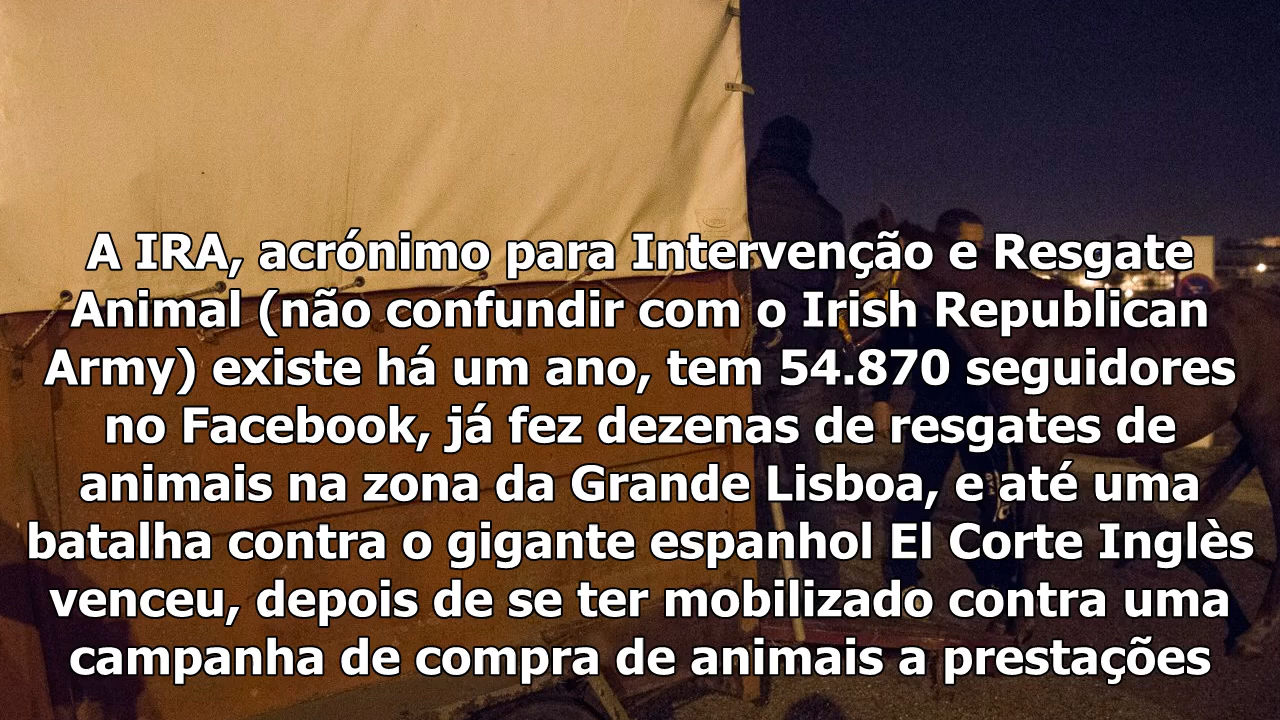 A IRA, acrónimo para Intervenção e Resgate
Animal (não confundir com o Irish Republican
Army) existe há um ano, tem 54.870 seguidores
no Facebook, já fez dezenas de resgates de
animais na zona da Grande Lisboa, e até uma
batalha contra o gigante espanhol El Corte Inglès
venceu, depois de se ter mobilizado contra uma
campanha de compra de animais a prestações